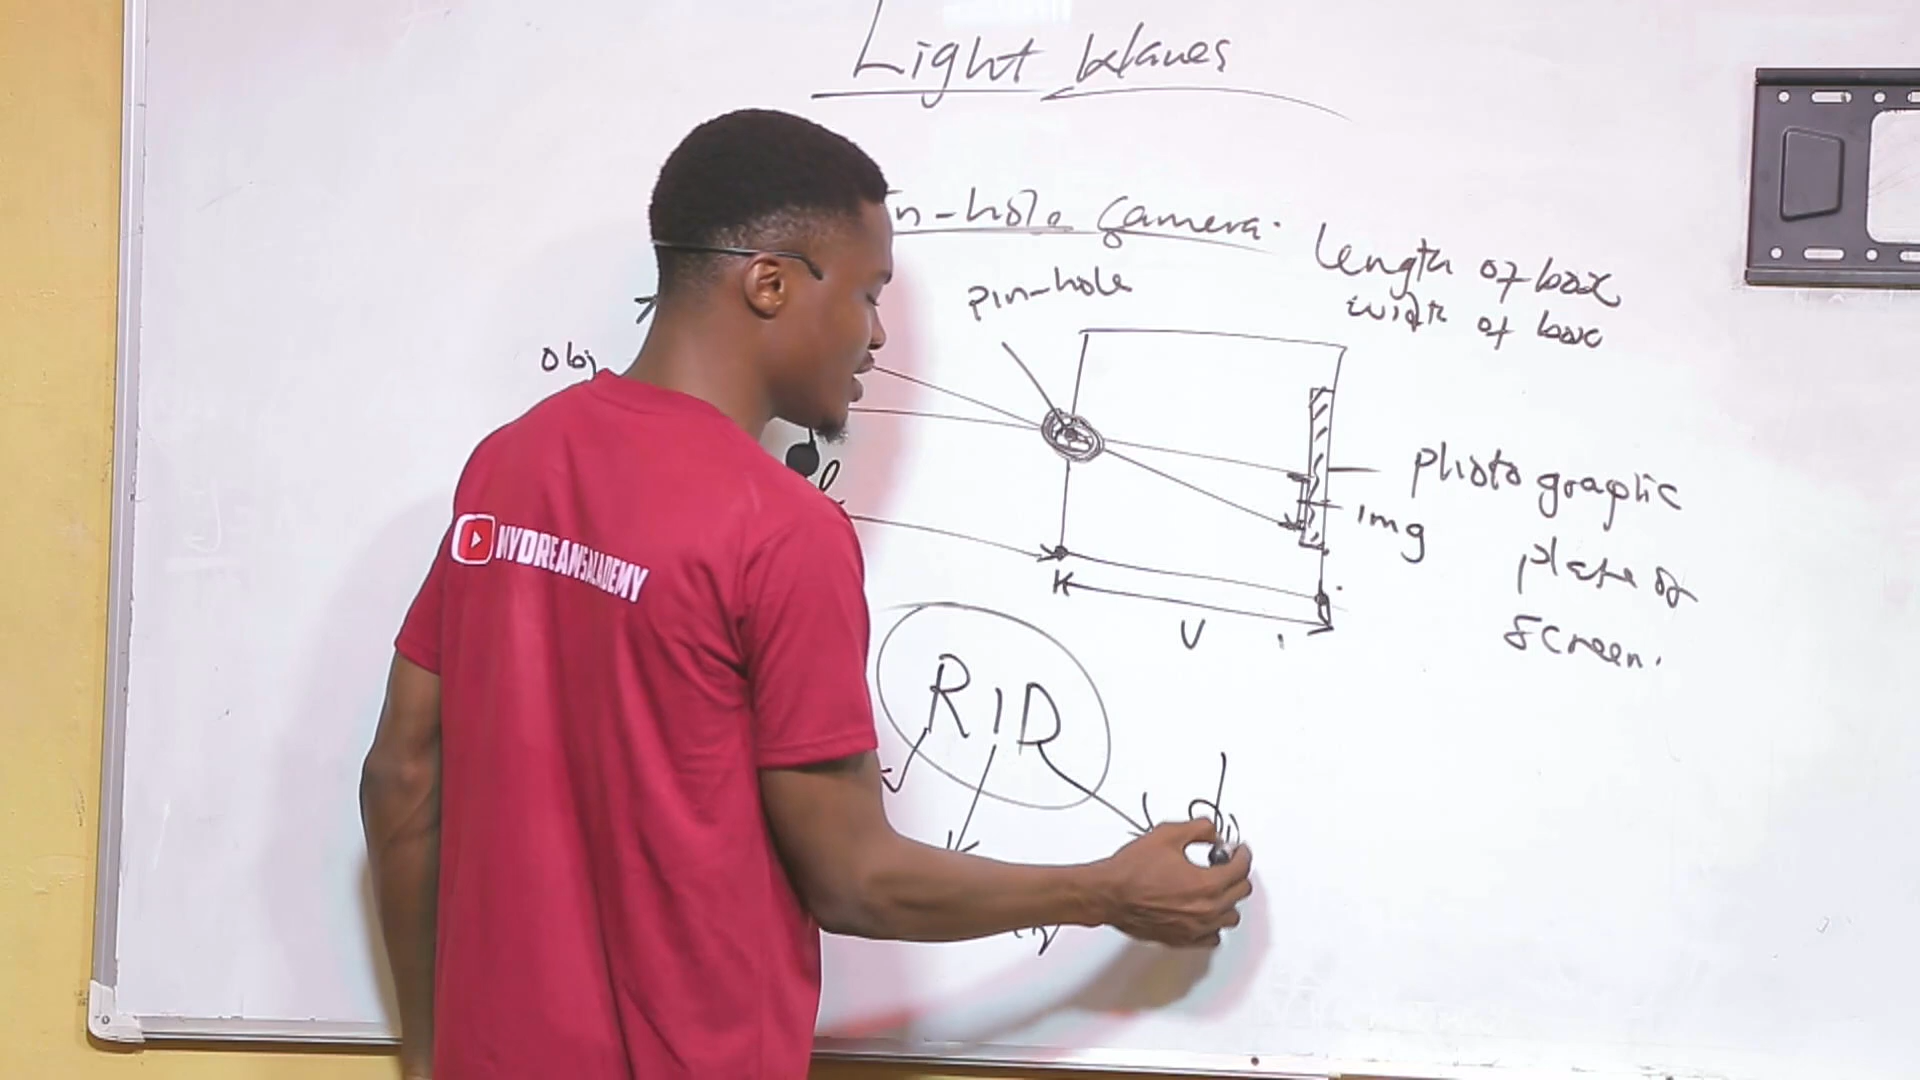 Light Waves
n-hole Camera.
Length of box
width of box
pin-hole
Obj
photographic
plate or
screen.
img
V
RID
MYDREAMSACADEMY